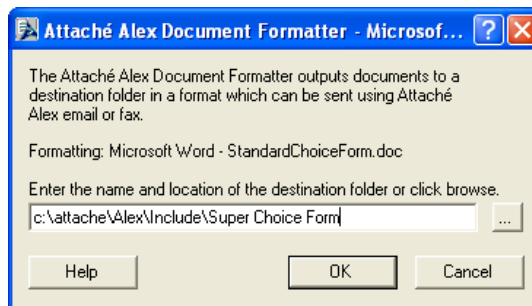 Attaché Alex Document Formatter - Microsof...
The Attaché Alex Document Formatter outputs documents to a
destination folder in a format which can be sent using Attaché
Alex email or fax.
Formatting: Microsoft Word - StandardChoiceForm.doc
Enter the name and location of the destination folder or click browse.
c:\attache\Alex\Include\Super Choice Form
...
Help OK Cancel